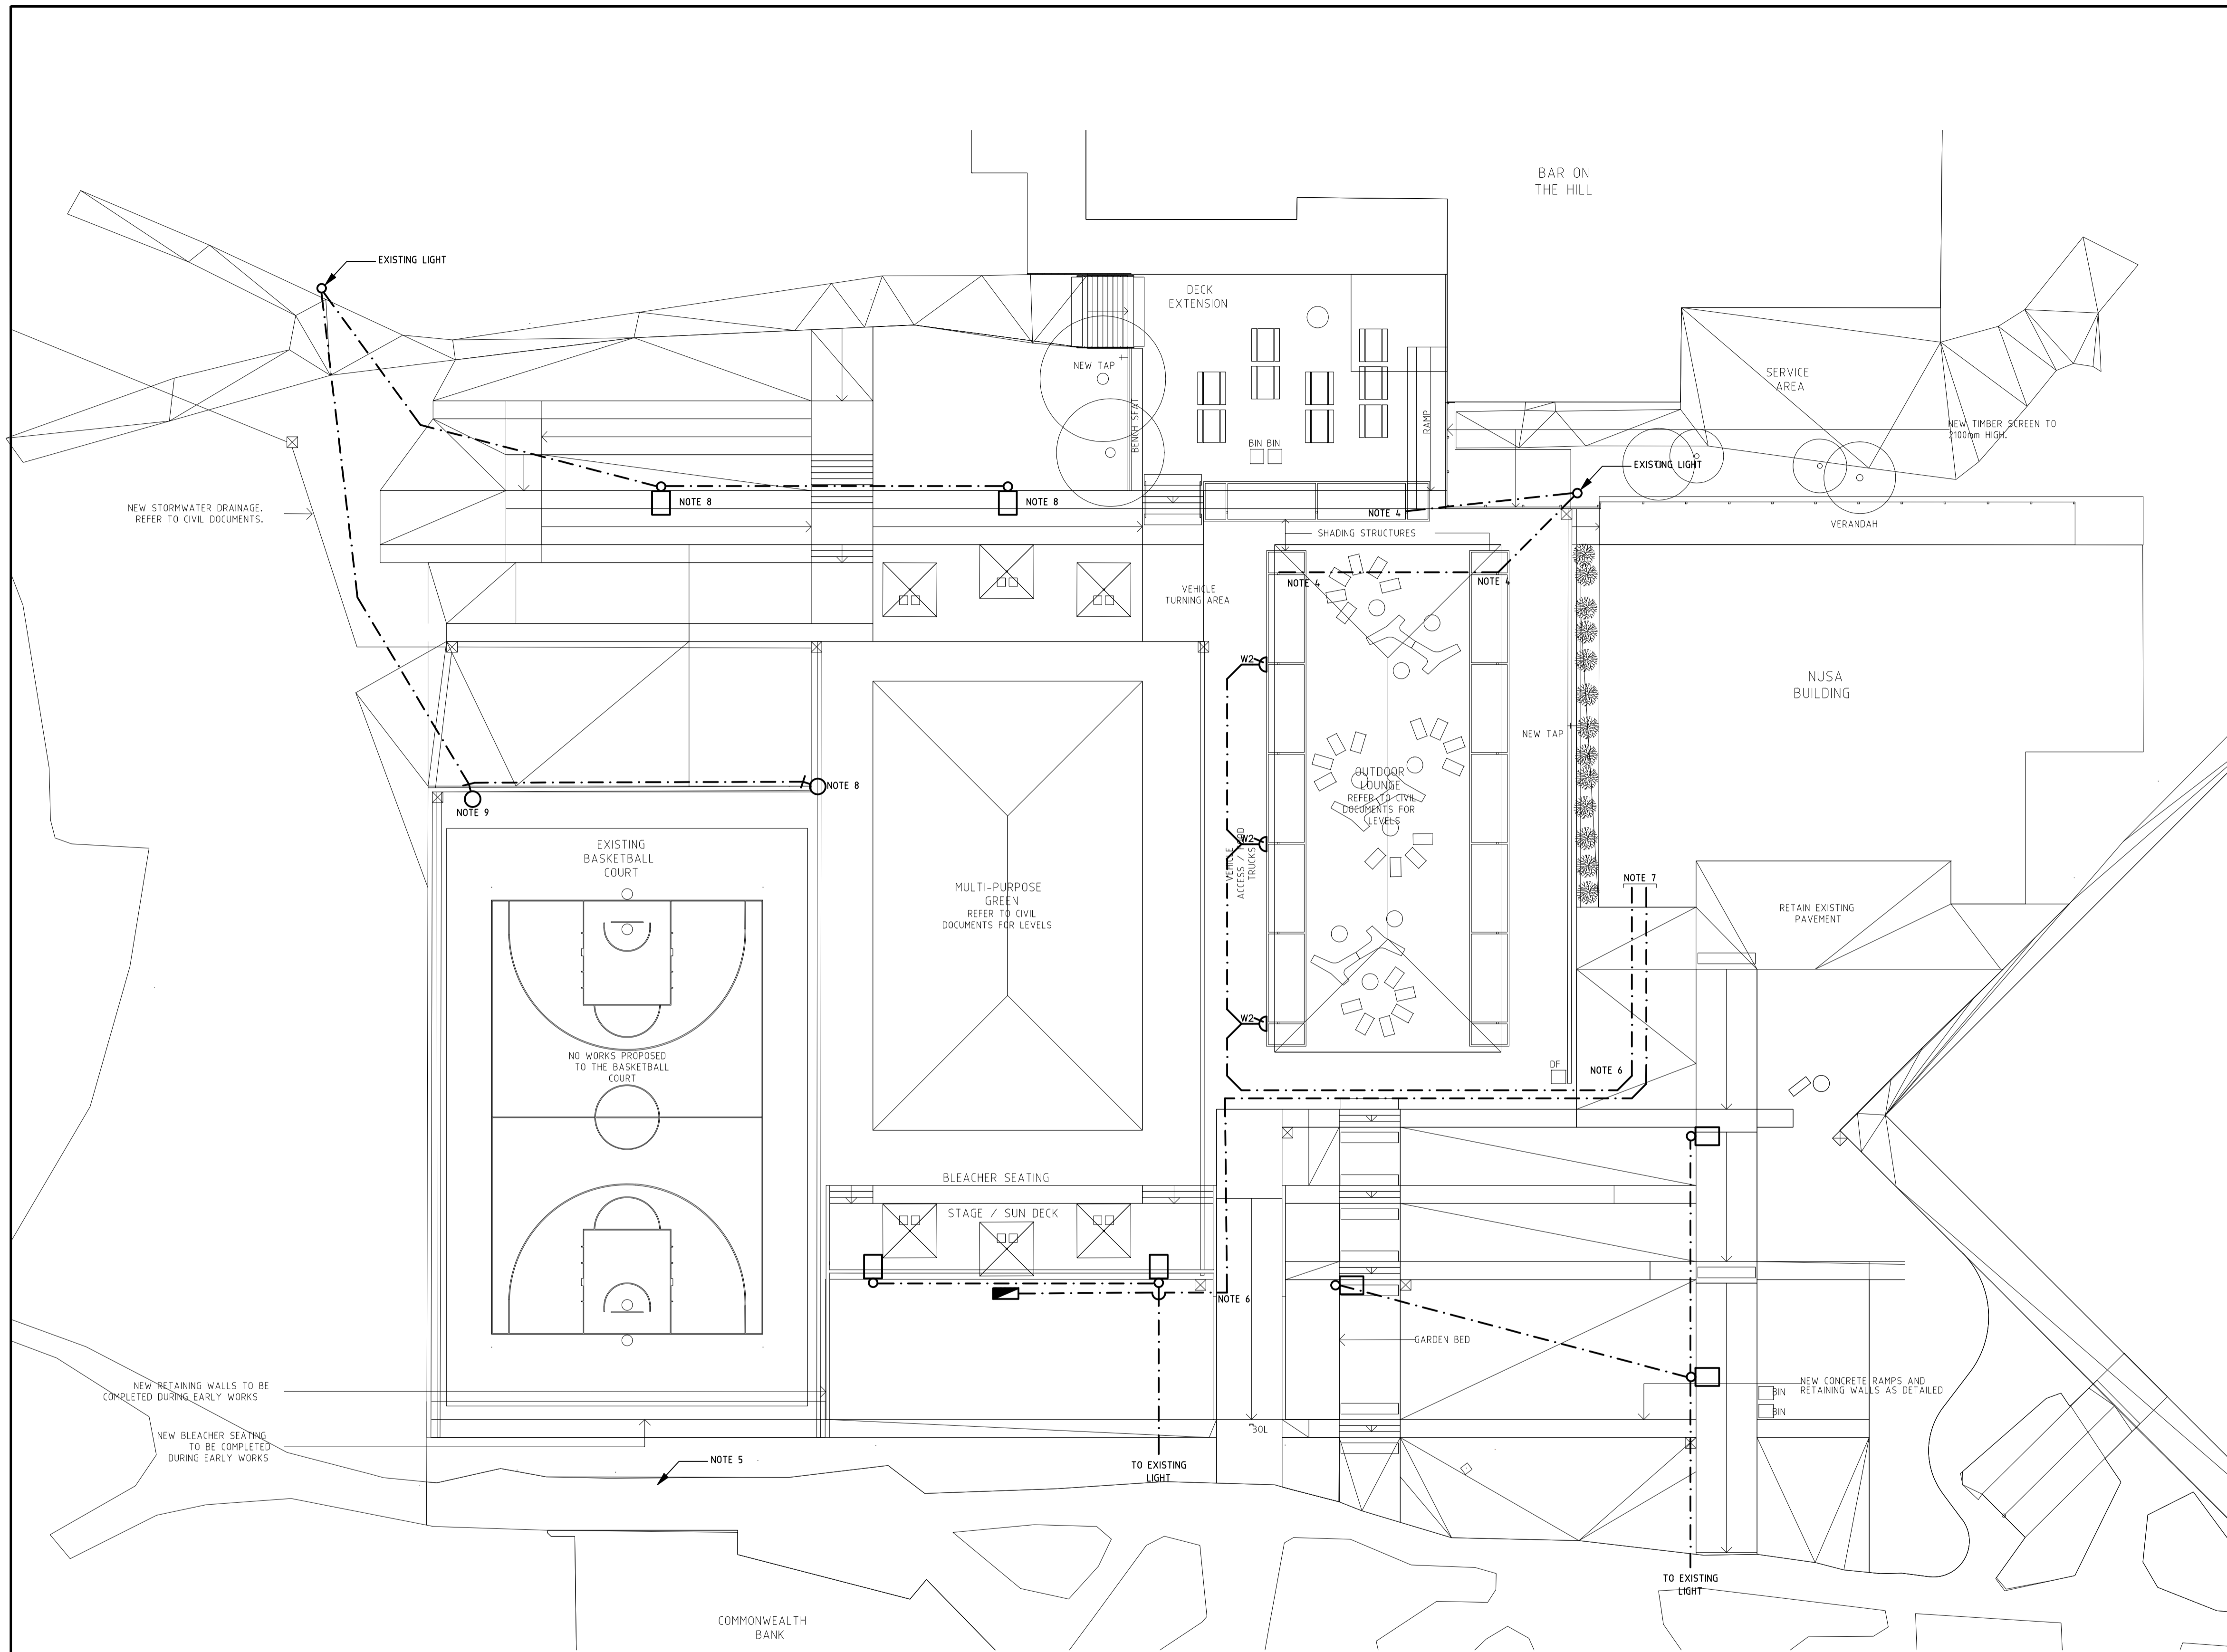 BAR ON
THE HILL
EXISTING LIGHT
DECK
EXTENSION
NEW TAP
BENCH SEAT
RAMP
BIN BIN
SERVICE
AREA
NEW TIMBER SCREEN TO
2100mm HIGH.
EXISTING LIGHT
NEW STORMWATER DRAINAGE.
REFER TO CIVIL DOCUMENTS.
NOTE 8
NOTE 8
NOTE 4
VERANDAH
SHADING STRUCTURES
NOTE 4
NOTE 4
VEHICLE
TURNING AREA
W2
NUSA
BUILDING
NEW TAP
NOTE 8
NOTE 9
OUTDOOR
LOUNGE
REFER TO CIVIL
DOCUMENTS FOR
LEVELS
W2
VEHICLE
ACCESS / FOOD
TRUCKS
EXISTING
BASKETBALL
COURT
MULTI-PURPOSE
GREEN
REFER TO CIVIL
DOCUMENTS FOR LEVELS
NOTE 7
RETAIN EXISTING
PAVEMENT
W2
NO WORKS PROPOSED
TO THE BASKETBALL
COURT
DF
NOTE 6
BLEACHER SEATING
STAGE / SUN DECK
NOTE 6
GARDEN BED
NEW RETAINING WALLS TO BE
COMPLETED DURING EARLY WORKS
NEW CONCRETE RAMPS AND
RETAINING WALLS AS DETAILED
BIN
BIN
BOL
NEW BLEACHER SEATING
TO BE COMPLETED
DURING EARLY WORKS
NOTE 5
TO EXISTING
LIGHT
TO EXISTING
LIGHT
COMMONWEALTH
BANK